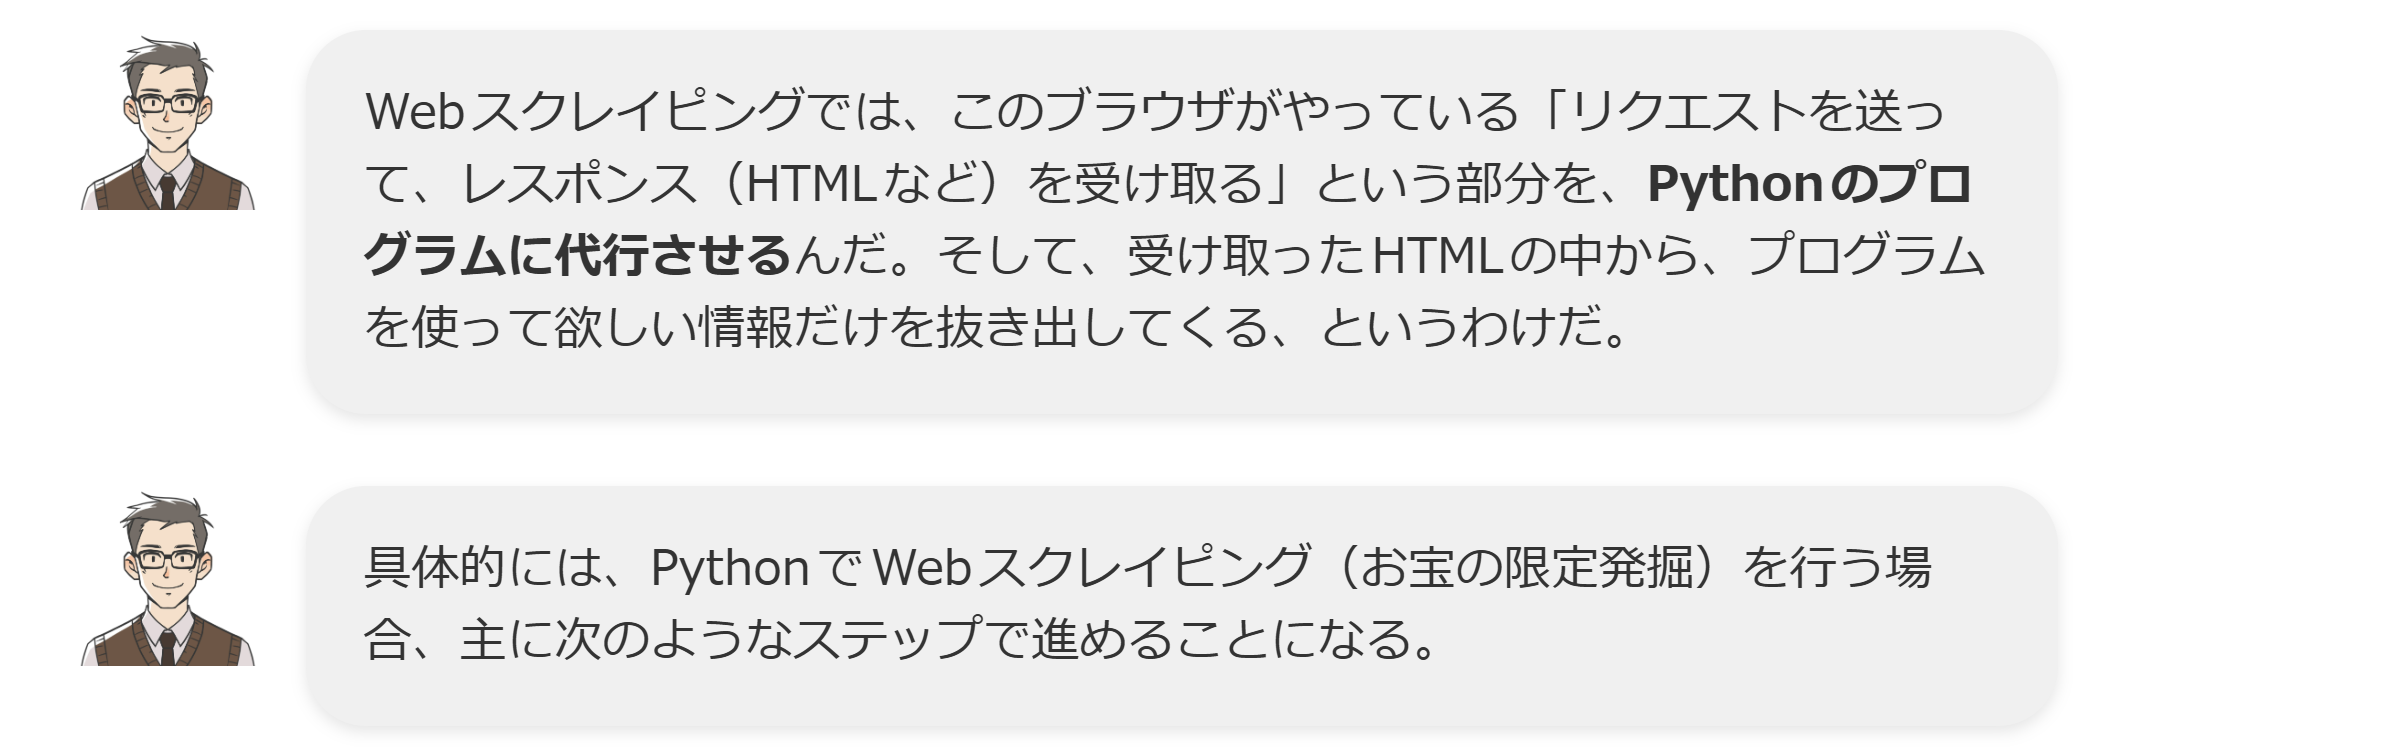 Webスクレイピングでは、このブラウザがやっている「リクエストを送っ
て、レスポンス（HTMLなど）を受け取る」という部分を、Pythonのプロ
グラムに代行させるんだ。そして、受け取ったHTMLの中から、プログラム
を使って欲しい情報だけを抜き出してくる、というわけだ。
具体的には、PythonでWebスクレイピング（お宝の限定発掘）を行う場
合、主に次のようなステップで進めることになる。